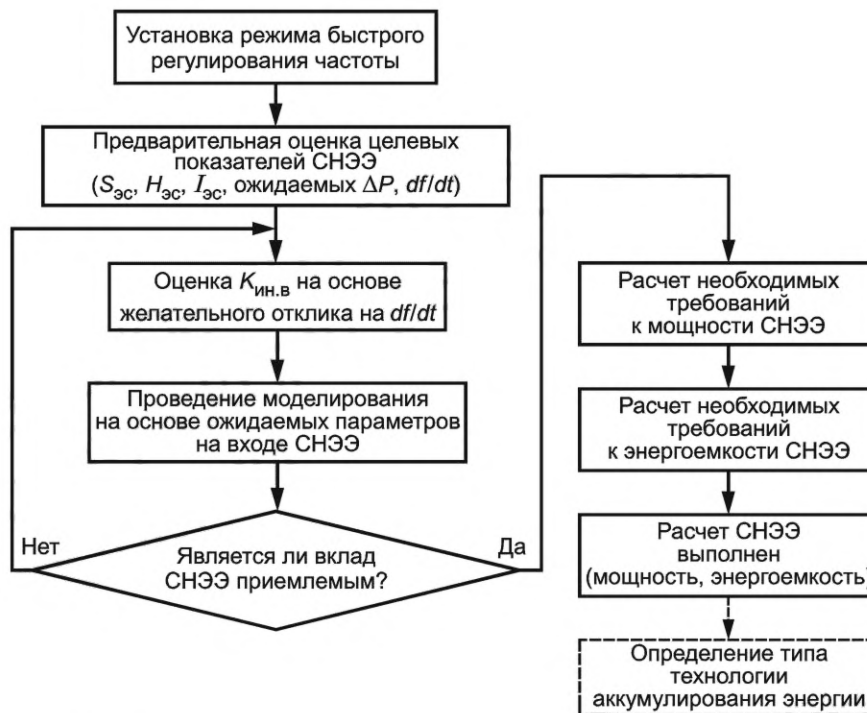 Установка режима быстрого
регулирования частоты
Предварительная оценка целевых
показателей СНЭЭ
(Sэс, Hэс, Iэс, ожидаемых ΔP, df/dt)
Оценка Kин.в на основе
желательного отклика на df/dt
Проведение моделирования
на основе ожидаемых параметров
на входе СНЭЭ
Нет
Является ли вклад
СНЭЭ приемлемым?
Да
Расчет необходимых
требований
к мощности СНЭЭ
Расчет необходимых
требований
к энергоемкости СНЭЭ
Расчет СНЭЭ
выполнен
(мощность, энергоемкость)
Определение типа
технологии
аккумулирования энергии